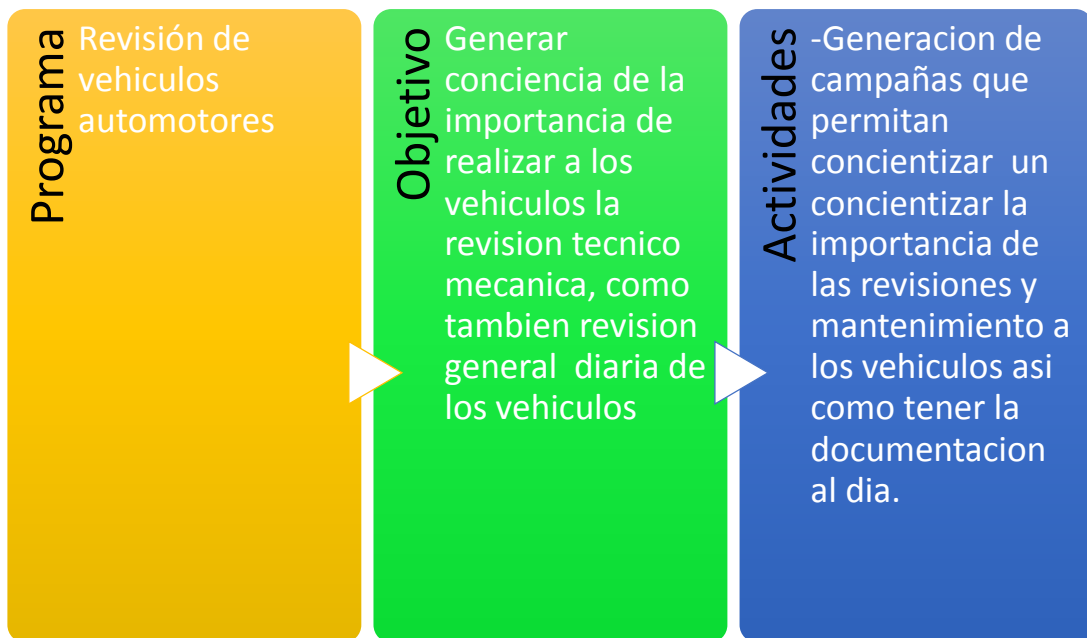 Programa
Revisión de
vehiculos
automotores
Objetivo
Generar
conciencia de la
importancia de
realizar a los
vehiculos la
revision tecnico
mecanica, como
tambien revision
general  diaria de
los vehiculos
Actividades
-Generacion de
campañas que
permitan
concientizar  un
concientizar la
importancia de
las revisiones y
mantenimiento a
los vehiculos asi
como tener la
documentacion
al dia.